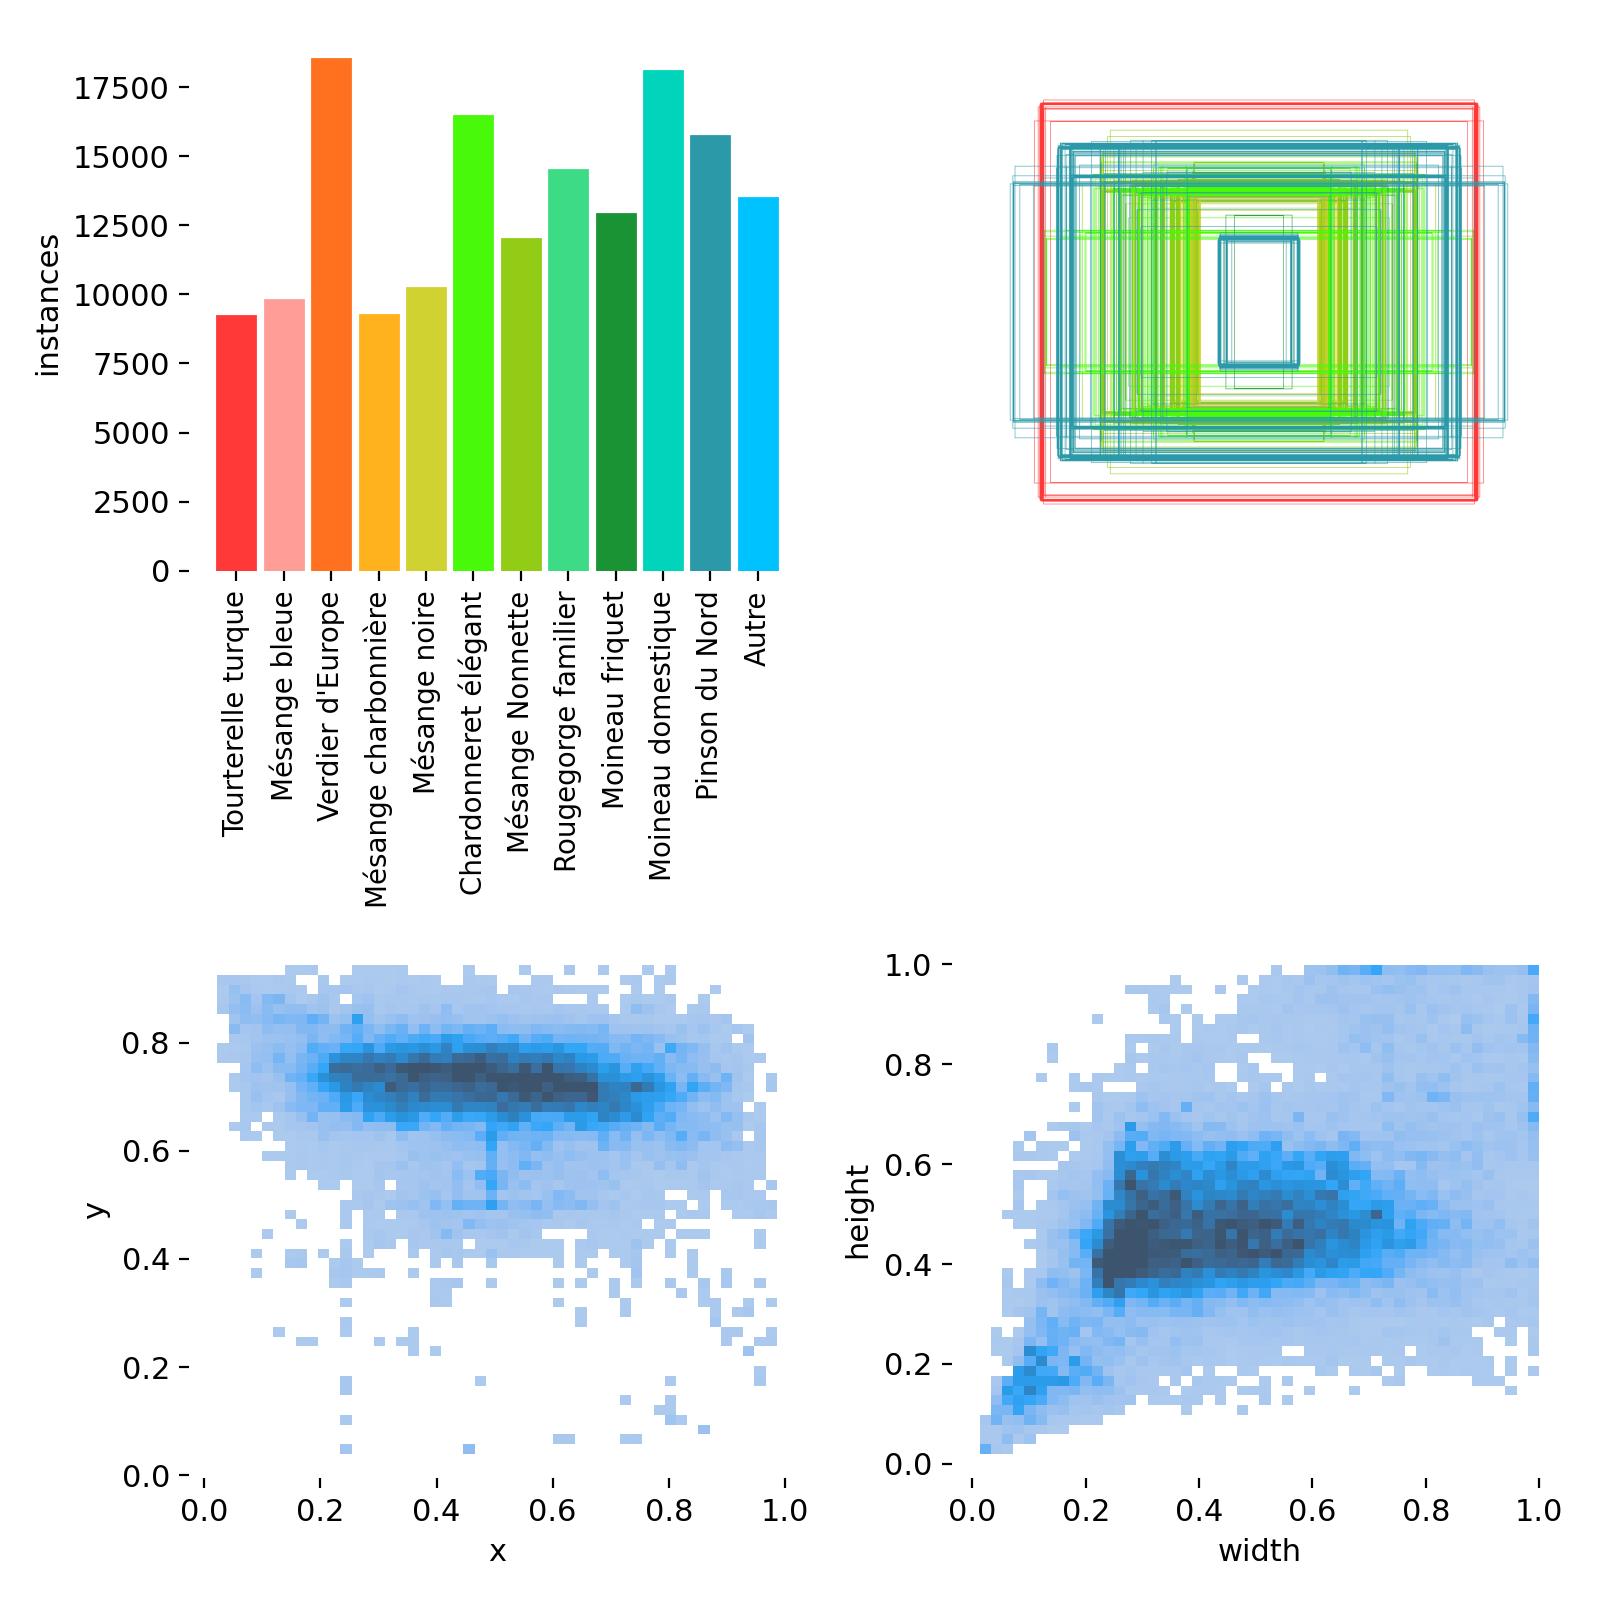 17500
15000
12500
10000
7500
5000
2500
0
instances
Tourterelle turque
Mésange bleue
Verdier d'Europe
Mésange charbonnière
Mésange noire
Chardonneret élégant
Mésange Nonnette
Rougegorge familier
Moineau friquet
Moineau domestique
Pinson du Nord
Autre
0.8
0.6
0.4
0.2
0.0
y
0.0 0.2 0.4 0.6 0.8 1.0
x
1.0
0.8
0.6
0.4
0.2
0.0
height
0.0 0.2 0.4 0.6 0.8 1.0
width